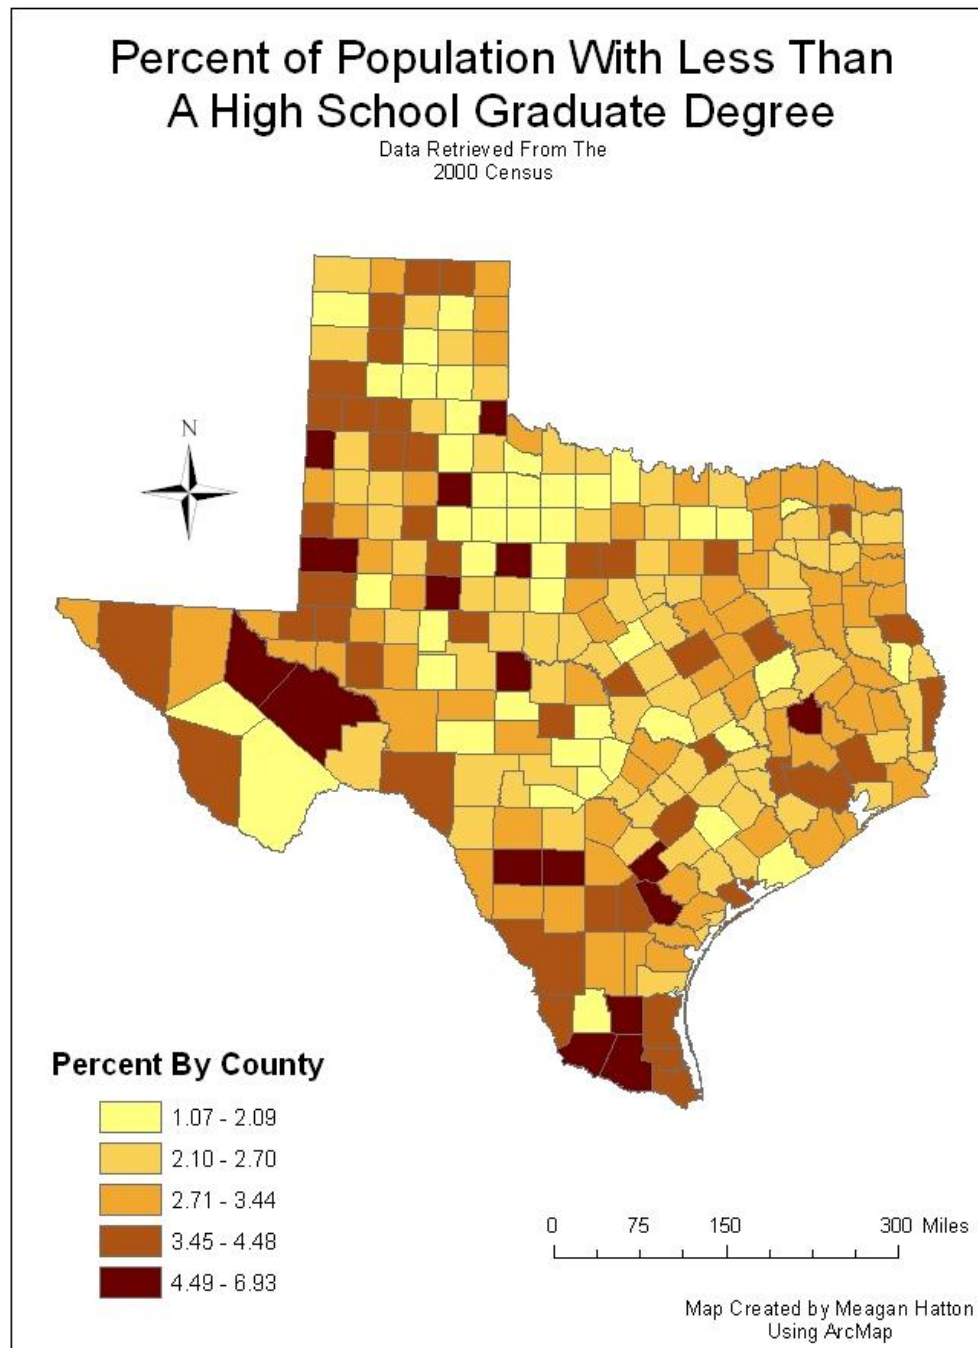 Percent of Population With Less Than
A High School Graduate Degree
Data Retrieved From The
2000 Census
N
Percent By County
1.07 - 2.09
2.10 - 2.70
2.71 - 3.44
3.45 - 4.48
4.49 - 6.93
0 75 150 300 Miles
Map Created by Meagan Hatton
Using ArcMap